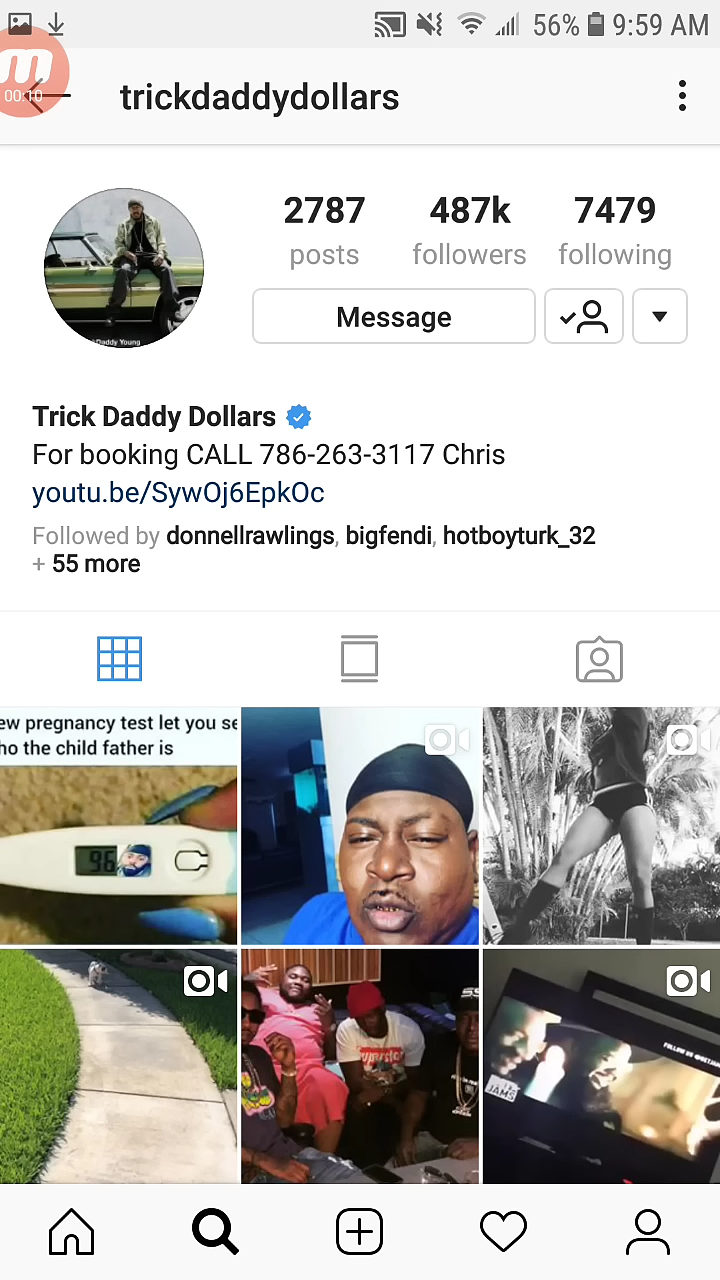 56% 9:59 AM
m
00:10
trickdaddydollars
2787 487k 7479
posts followers following
Message
Daddy Young
Trick Daddy Dollars
For booking CALL 786-263-3117 Chris
youtu.be/SywOj6EpkOc
Followed by donnellrawlings, bigfendi, hotboyturk_32
+ 55 more
ew pregnancy test let you se
ho the child father is
96
JAMS